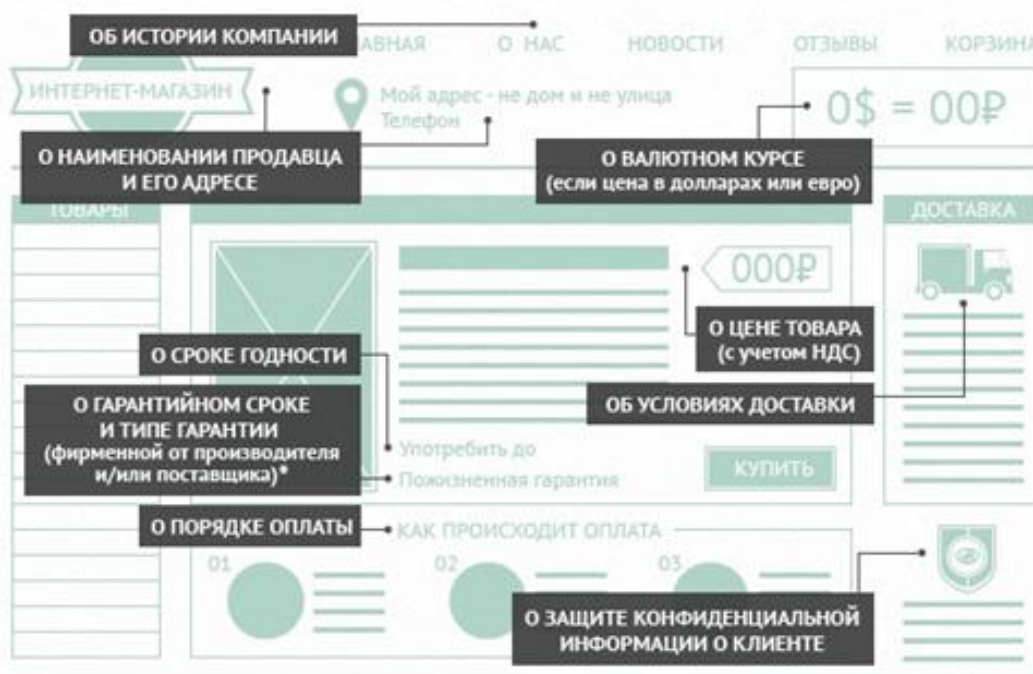 ОБ ИСТОРИИ КОМПАНИИ
АВНАЯ О НАС НОВОСТИ ОТЗЫВЫ КОРЗИНА
ИНТЕРНЕТ-МАГАЗИН
Мой адрес - не дом и не улица
Телефон
0$ = 00₽
О НАИМЕНОВАНИИ ПРОДАВЦА
И ЕГО АДРЕСЕ
О ВАЛЮТНОМ КУРСЕ
(если цена в долларах или евро)
ТОВАРЫ
ДОСТАВКА
000₽
О ЦЕНЕ ТОВАРА
(с учетом НДС)
О СРОКЕ ГОДНОСТИ
ОБ УСЛОВИЯХ ДОСТАВКИ
О ГАРАНТИЙНОМ СРОКЕ
И ТИПЕ ГАРАНТИИ
(фирменной от производителя
и/или поставщика)*
Употребить до
Пожизненная гарантия
КУПИТЬ
О ПОРЯДКЕ ОПЛАТЫ
КАК ПРОИСХОДИТ ОПЛАТА
01 02 03
О ЗАЩИТЕ КОНФИДЕНЦИАЛЬНОЙ
ИНФОРМАЦИИ О КЛИЕНТЕ